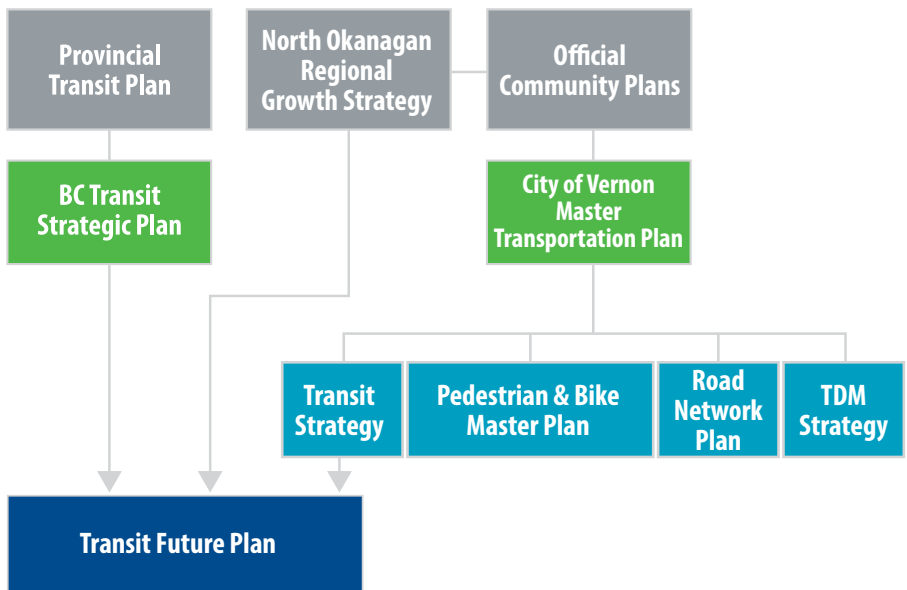 Provincial
Transit Plan
North Okanagan
Regional
Growth Strategy
Official
Community Plans
BC Transit
Strategic Plan
City of Vernon
Master
Transportation Plan
Transit
Strategy
Pedestrian & Bike
Master Plan
Road
Network
Plan
TDM
Strategy
Transit Future Plan